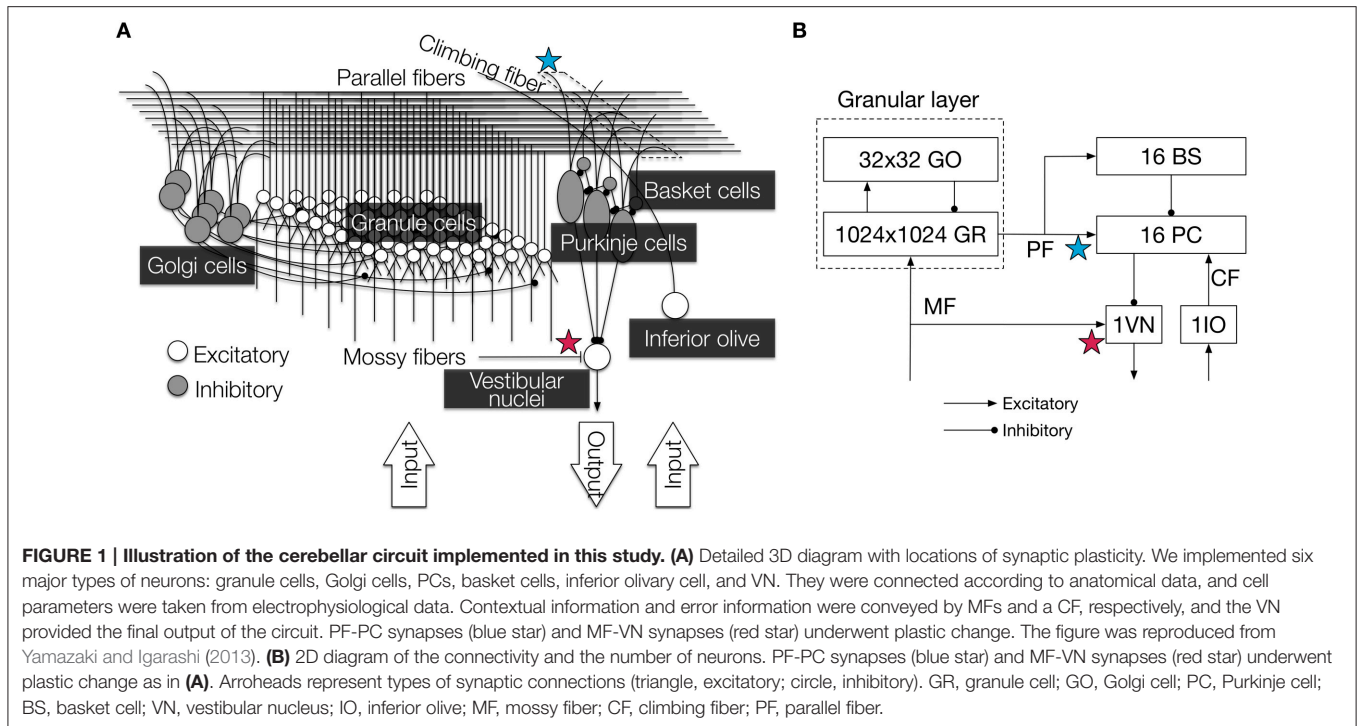 A
Climbing fiber
Parallel fibers
Basket cells
Granule cells
Purkinje cells
Golgi cells
Inferior olive
Mossy fibers
Excitatory
Vestibular
nuclei
Inhibitory
Input
Output
Input
B
Granular layer
32x32 GO
16 BS
1024x1024 GR
16 PC
PF
CF
MF
1VN
1IO
Excitatory
Inhibitory
FIGURE 1 | Illustration of the cerebellar circuit implemented in this study. (A) Detailed 3D diagram with locations of synaptic plasticity. We implemented six
major types of neurons: granule cells, Golgi cells, PCs, basket cells, inferior olivary cell, and VN. They were connected according to anatomical data, and cell
parameters were taken from electrophysiological data. Contextual information and error information were conveyed by MFs and a CF, respectively, and the VN
provided the final output of the circuit. PF-PC synapses (blue star) and MF-VN synapses (red star) underwent plastic change. The figure was reproduced from
Yamazaki and Igarashi (2013). (B) 2D diagram of the connectivity and the number of neurons. PF-PC synapses (blue star) and MF-VN synapses (red star) underwent
plastic change as in (A). Arroheads represent types of synaptic connections (triangle, excitatory; circle, inhibitory). GR, granule cell; GO, Golgi cell; PC, Purkinje cell;
BS, basket cell; VN, vestibular nucleus; IO, inferior olive; MF, mossy fiber; CF, climbing fiber; PF, parallel fiber.